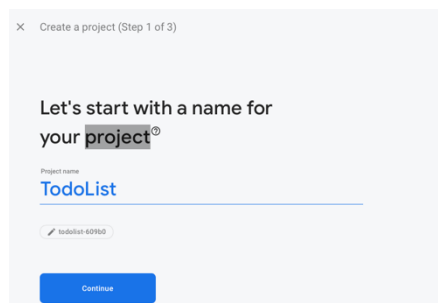 Create a project (Step 1 of 3)
Let's start with a name for
your project
Project name
TodoList
todolist-609b0
Continue